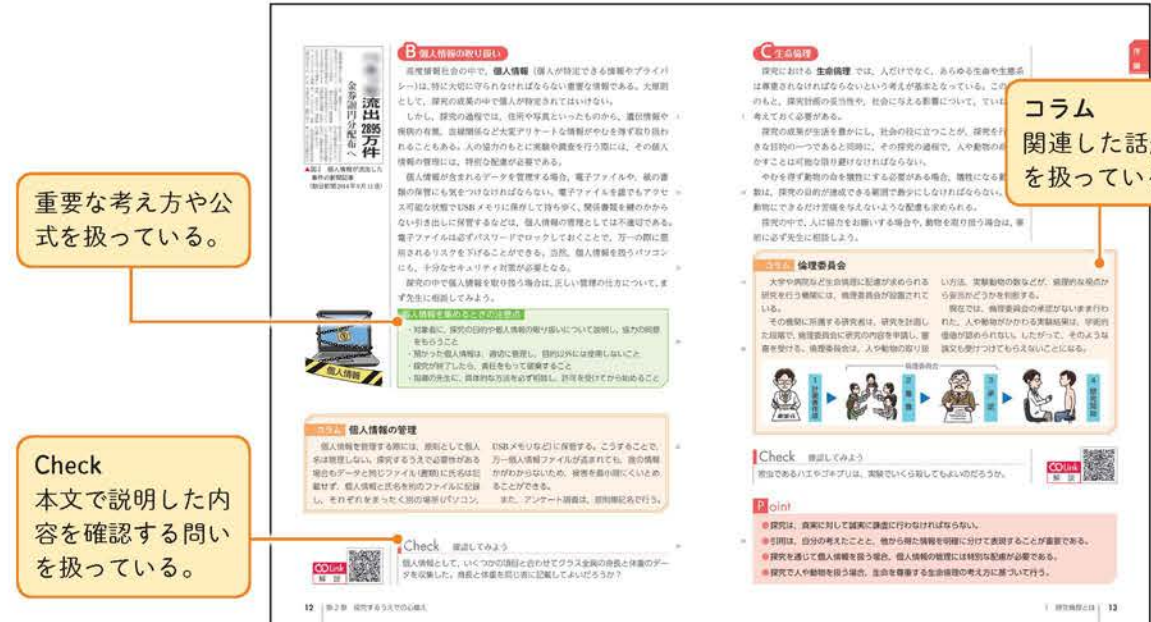 重要な考え方や公
式を扱っている。
Check
本文で説明した内
容を確認する問い
を扱っている。
流出2895万件
金券謝罪分配布へ
個人情報
B 個人情報の取り扱い
高度情報社会の中で，個人情報（個人が特定できる情報やプライバ
シー）は，特に大切に守られなければならない重要な情報である。大原則
として，探究の成果の中で個人が特定されてはいけない。
しかし，探究の過程では，住所や写真といったものから，遺伝情報や
疾病の有無，血縁関係など大変デリケートな情報がやむを得ず取り扱わ
れることもある。人の協力のもとに実験や調査を行う際には，その個人
情報の管理には，特別な配慮が必要である。
個人情報が含まれるデータを管理する場合，電子ファイルや，紙の書
類の保管にも気をつけなければならない。電子ファイルを誰でもアクセ
ス可能な状態でUSBメモリに保存して持ち歩く，関係書類を鍵のかから
ない引き出しに保管するなどは，個人情報の管理としては不適切である。
電子ファイルは必ずパスワードでロックしておくことで，万一の際に悪
用されるリスクを下げることができる。当然，個人情報を扱うパソコン
にも，十分なセキュリティ対策が必要となる。
探究の中で個人情報を取り扱う場合は，正しい管理の仕方について，ま
ず先生に相談してみよう。
個人情報を集めるときの注意点
・対象者に，探究の目的や個人情報の取り扱いについて説明し，協力の同意
をもらうこと
・預かった個人情報は，適切に管理し，目的以外には使用しないこと
・探究が終了したら，責任をもって破棄すること
・指導の先生に，具体的な方法を必ず相談し，許可を受けてから始めること
コラム 個人情報の管理
個人情報を管理する際には，原則として個人
名は管理しない。探究するうえで必要性がある
場合もデータと同じファイル（書類）に氏名は記
載せず，個人情報と氏名を別のファイルに記録
し，それぞれをまったく別の場所（パソコン，
USBメモリなど）に保管する。こうすることで，
万一個人情報ファイルが盗まれても，誰の情報
かがわからないため，被害を最小限にくいとめ
ることができる。
また，アンケート調査は，原則無記名で行う。
Check 確認してみよう
個人情報として，いくつかの項目と合わせてクラス全員の身長と体重のデー
タを収集した。身長と体重を同じ表に記載してよいだろうか？
Link
解説
12 第2章 探究するうえでの心構え
C 生命倫理
探究における 生命倫理 では，人だけでなく，あらゆる生命や生態系
は尊重されなければならないという考えが基本となっている。この
のもと，探究計画の妥当性や，社会に与える影響について，ていね
考えておく必要がある。
探究の成果が生活を豊かにし，社会の役に立つことが，探究を行
きな目的の一つであると同時に，その探究の過程で，人や動物の命
かすことは可能な限り避けなければならない。
やむを得ず動物の命を犠牲にする必要がある場合，犠牲になる動
数は，探究の目的が達成できる範囲で最少にしなければならない。
動物にできるだけ苦痛を与えないような配慮も求められる。
探究の中で，人に協力をお願いする場合や，動物を取り扱う場合は，事
前に必ず先生に相談しよう。
序論
コラム
関連した話
を扱ってい
コラム 倫理委員会
大学や病院など生命倫理に配慮が求められる
研究を行う機関には，倫理委員会が設置されて
いる。
その機関に所属する研究者は，研究を計画し
た段階で，倫理委員会に研究の内容を申請し，審
査を受ける。倫理委員会は，人や動物の取り扱
い方法，実験動物の数などが，倫理的な視点か
ら妥当かどうかを判断する。
現在では，倫理委員会の承認がないまま行わ
れた，人や動物がかかわる実験結果は，学術的
価値が認められない。したがって，そのような
論文も受けつけてもらえないことになる。
倫理委員会
1 計画書作成
2 審査
3 承認
4 研究開始
Check 確認してみよう
害虫であるハエやゴキブリは，実験でいくら殺してもよいのだろうか。
Link
解説
Point
●探究は，真実に対して誠実に謙虚に行わなければならない。
●引用は，自分の考えたことと，他から得た情報を明確に分けて表現することが重要である。
●探究を通じて個人情報を扱う場合，個人情報の管理には特別な配慮が必要である。
●探究で人や動物を扱う場合，生命を尊重する生命倫理の考え方に基づいて行う。
1 研究倫理とは 13